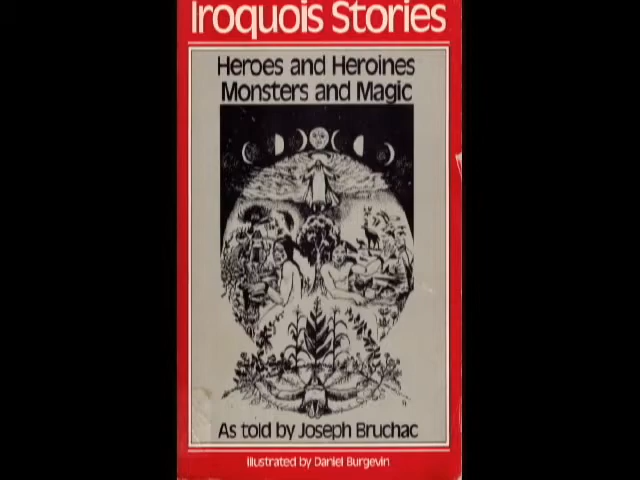 Iroquois Stories
Heroes and Heroines
Monsters and Magic
As told by Joseph Bruchac
Illustrated by Daniel Burgevin